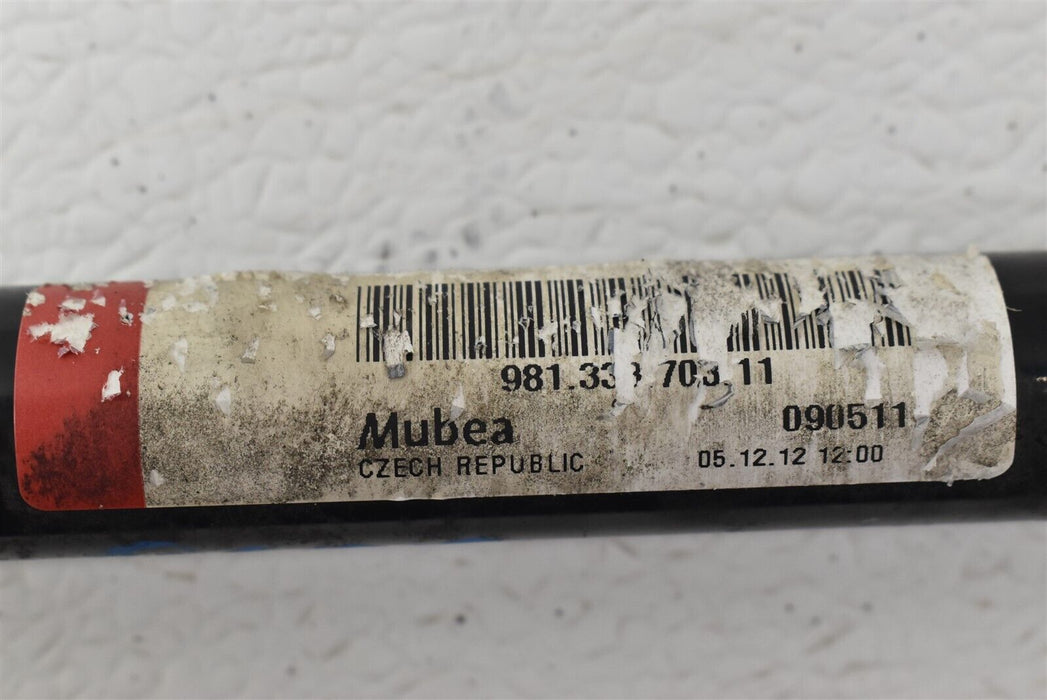 981.333.703.11
Mubea
090511
CZECH REPUBLIC
05.12.12 12:00